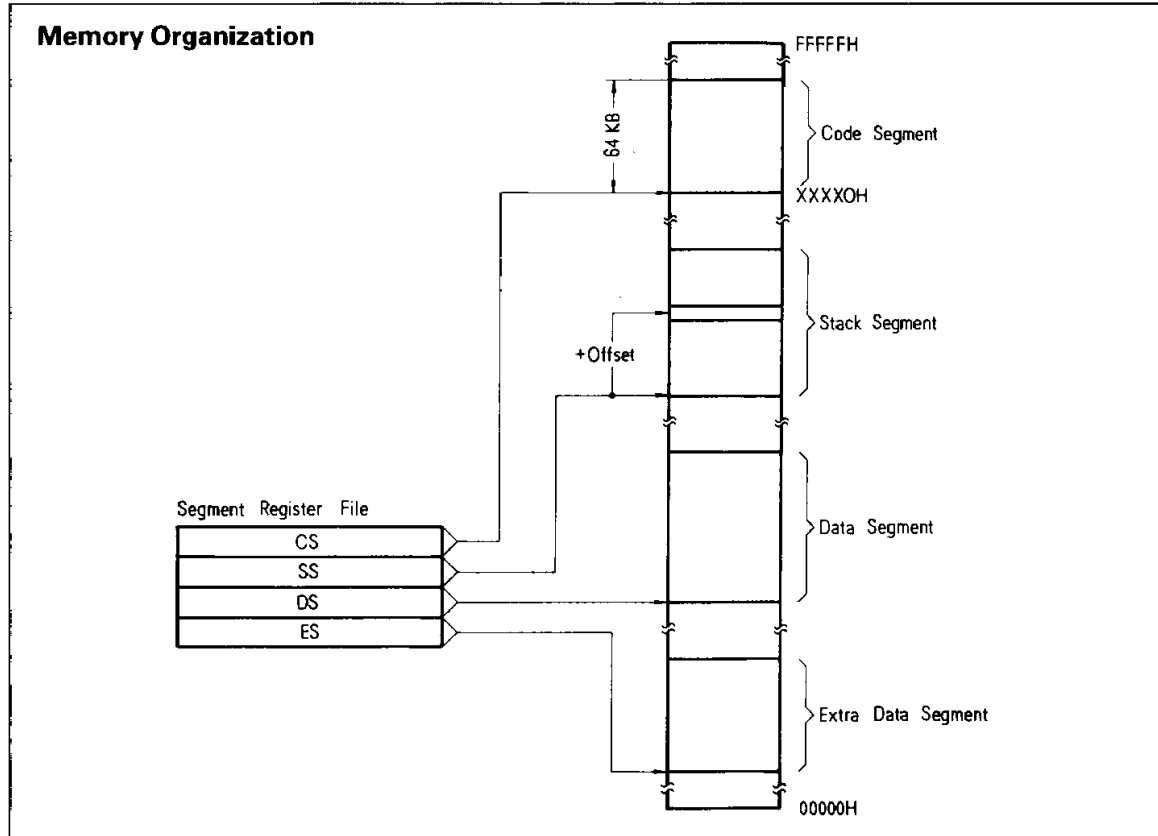 Memory Organization
FFFFFH
64 KB
Code Segment
XXXXOH
Stack Segment
+Offset
Data Segment
Segment Register File
CS
SS
DS
ES
Extra Data Segment
00000H